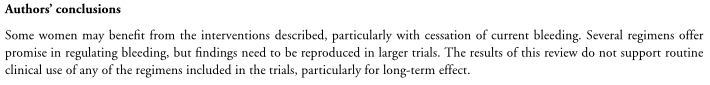 Authors’ conclusions
Some women may benefit from the interventions described, particularly with cessation of current bleeding. Several regimens offer
promise in regulating bleeding, but findings need to be reproduced in larger trials. The results of this review do not support routine
clinical use of any of the regimens included in the trials, particularly for long-term effect.